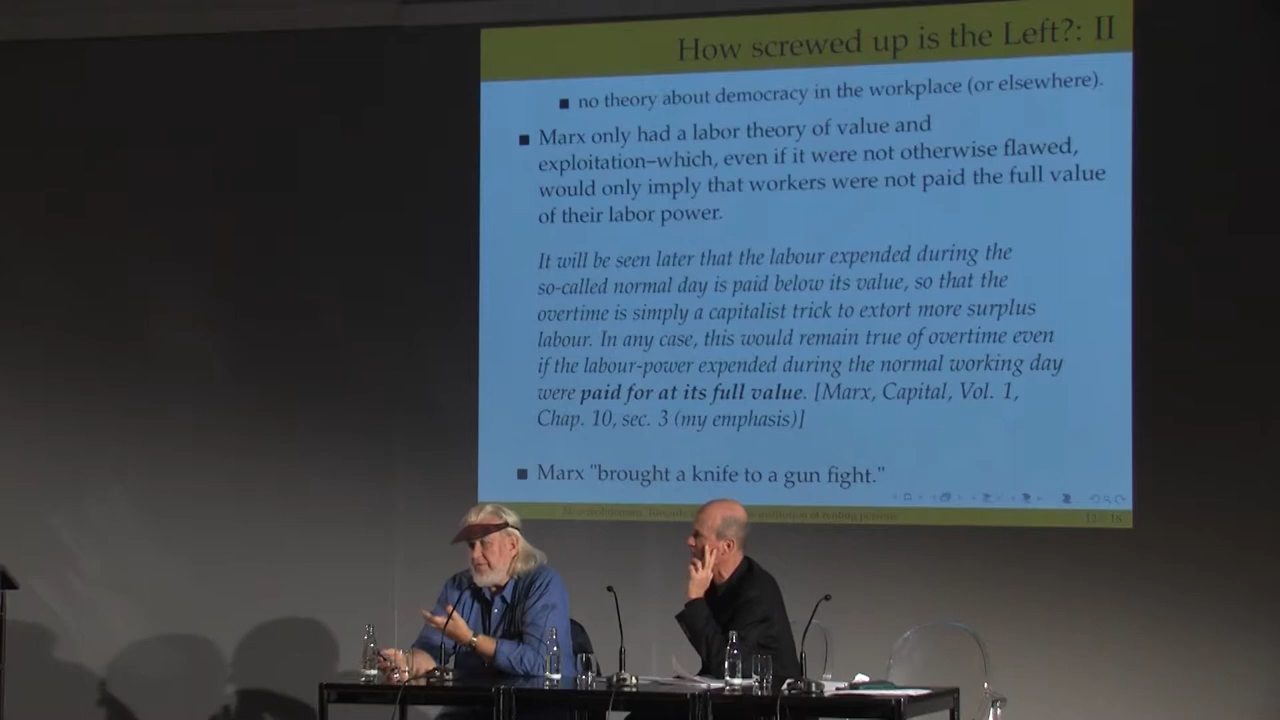 How screwed up is the Left?: II
■ no theory about democracy in the workplace (or elsewhere).
■ Marx only had a labor theory of value and
exploitation–which, even if it were not otherwise flawed,
would only imply that workers were not paid the full value
of their labor power.
It will be seen later that the labour expended during the
so-called normal day is paid below its value, so that the
overtime is simply a capitalist trick to extort more surplus
labour. In any case, this would remain true of overtime even
if the labour-power expended during the normal working day
were paid for at its full value. [Marx, Capital, Vol. 1,
Chap. 10, sec. 3 (my emphasis)]
■ Marx "brought a knife to a gun fight."